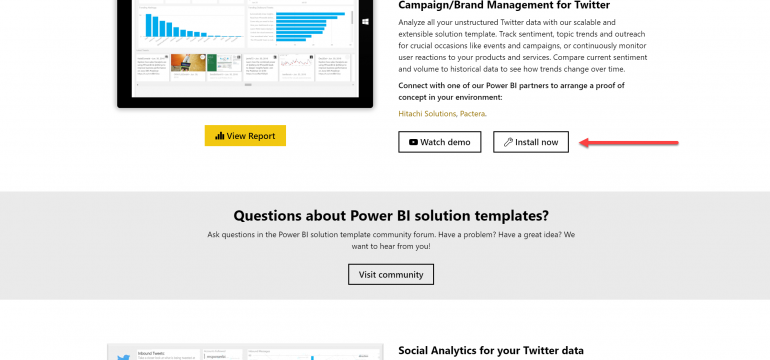 Campaign/Brand Management for Twitter
Analyze all your unstructured Twitter data with our scalable and
extensible solution template. Track sentiment, topic trends and outreach
for crucial occasions like events and campaigns, or continuously monitor
user reactions to your products and services. Compare current sentiment
and volume to historical data to see how trends change over time.
Connect with one of our Power BI partners to arrange a proof of
concept in your environment:
Hitachi Solutions, Pactera.
View Report
Watch demo
Install now
Questions about Power BI solution templates?
Ask questions in the Power BI solution template community forum. Have a problem? Have a great idea? We
want to hear from you!
Visit community
Inbound Tweets
Social Analytics for your Twitter data